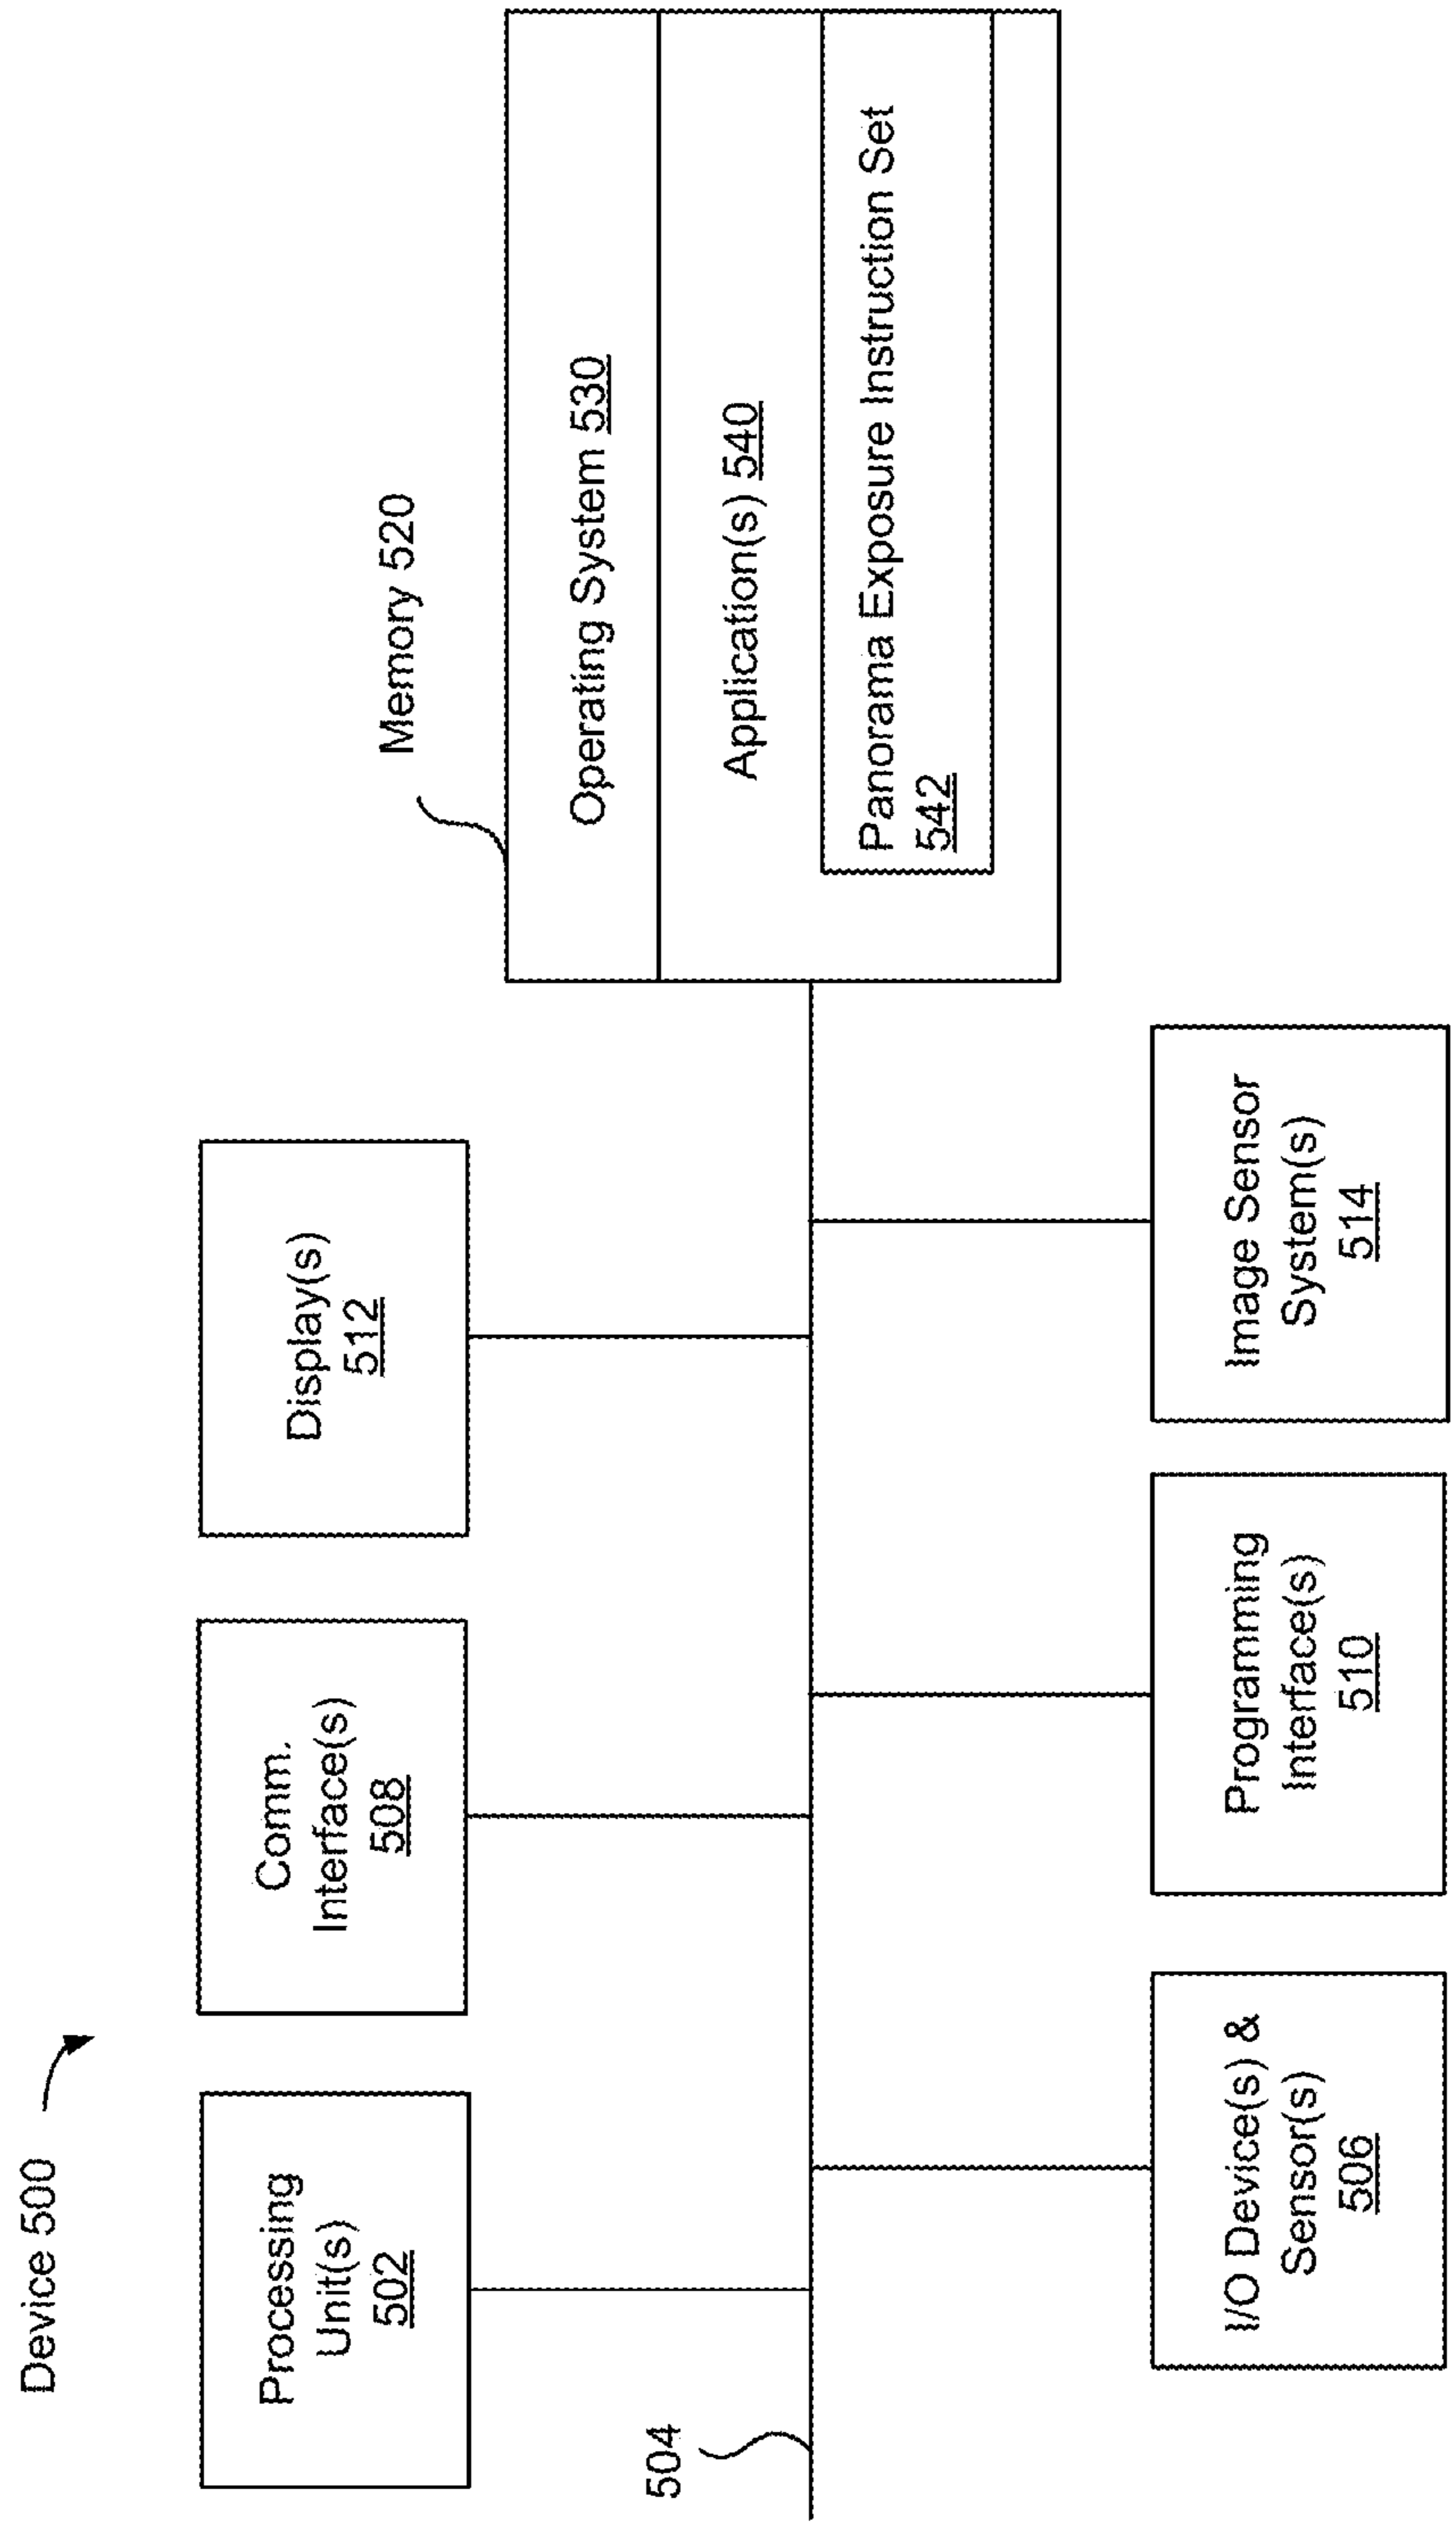 Device 500
Processing
Unit(s)
502
Comm.
Interface(s)
508
Display(s)
512
Memory 520
Operating System 530
Application(s) 540
Panorama Exposure Instruction Set
542
504
I/O Device(s) &
Sensor(s)
506
Programming
Interface(s)
510
Image Sensor
System(s)
514